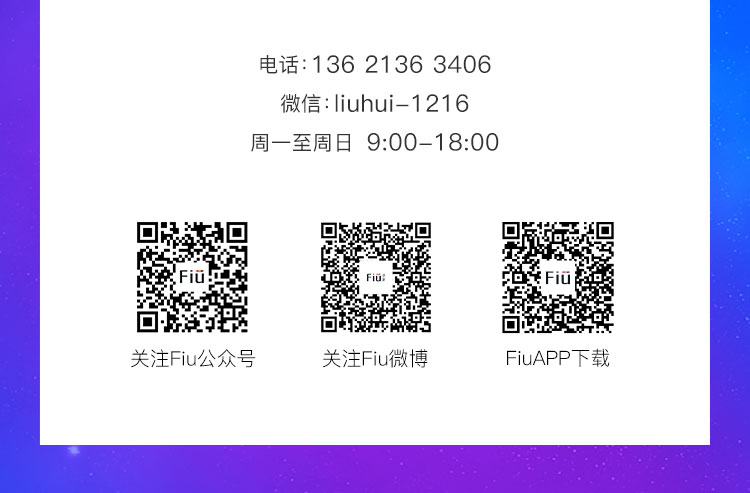 电话：136 2136 3406
微信：liuhui-1216
周一至周日 9:00-18:00
Fiu
Fiu
Fiu
关注Fiu公众号
关注Fiu微博
FiuAPP下载